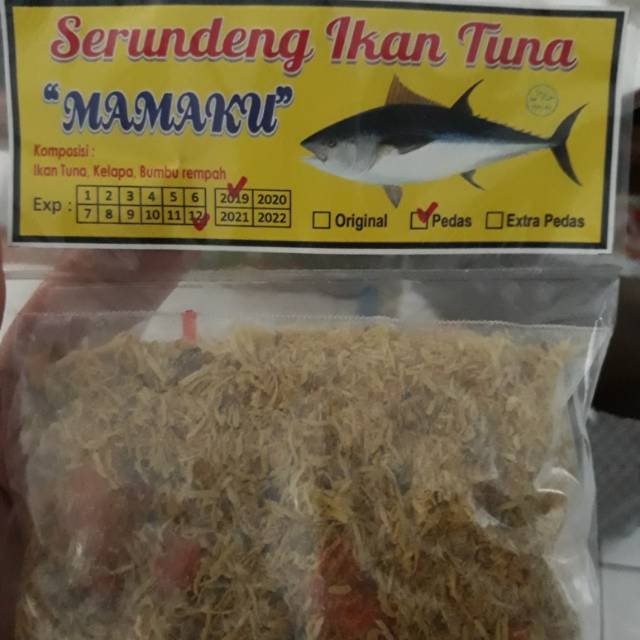 Serundeng Ikan Tuna
"MAMAKU"
Komposisi :
Ikan Tuna, Kelapa, Bumbu rempah
Exp :
1 2 3 4 5 6
7 8 9 10 11 12
2019 2020
2021 2022
Original
Pedas
Extra Pedas